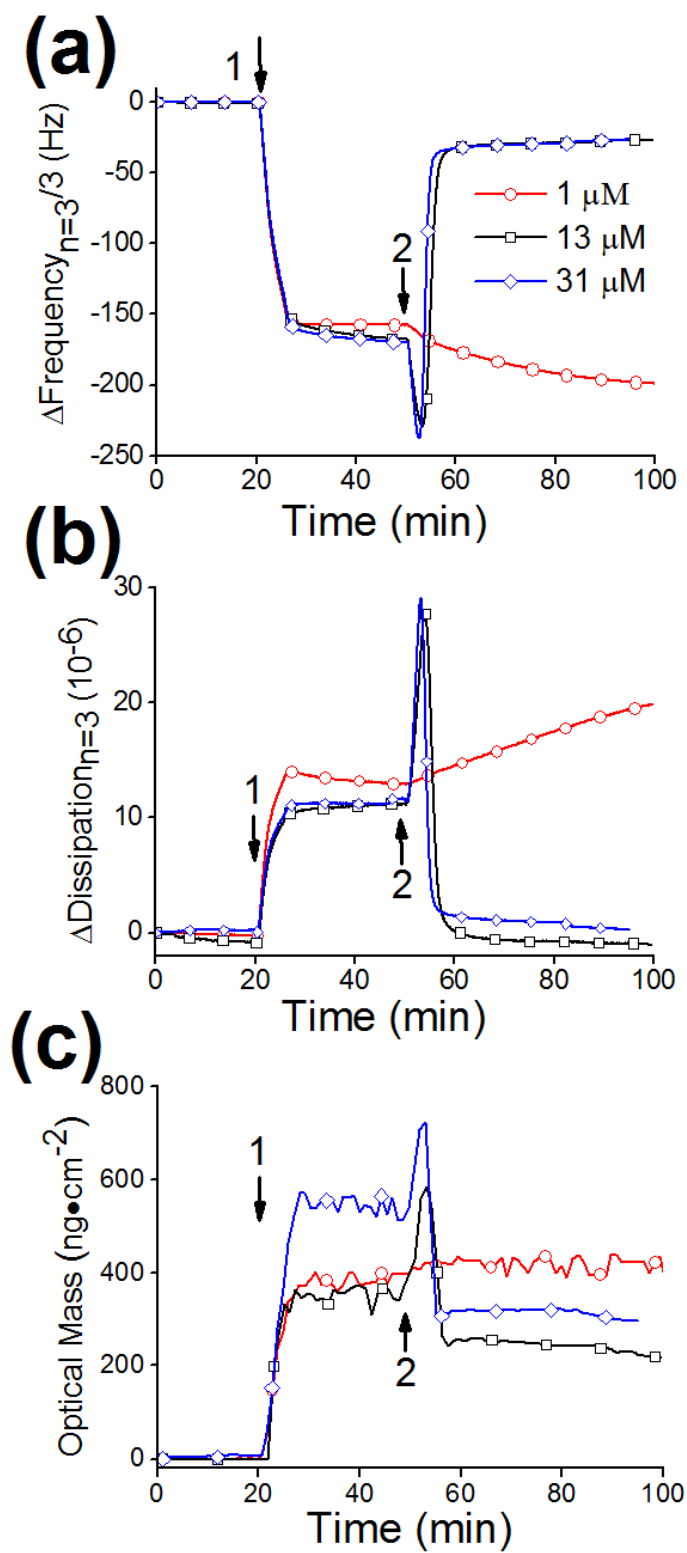 (a)
1
ΔFrequency n=3/3 (Hz)
0
-50
-100
-150
-200
-250
2
1 μM
13 μM
31 μM
0 20 40 60 80 100
Time (min)
(b)
ΔDissipation n=3 (10-6)
30
20
10
0
1
2
0 20 40 60 80 100
Time (min)
(c)
Optical Mass (ng•cm-2)
800
600
400
200
0
1
2
0 20 40 60 80 100
Time (min)